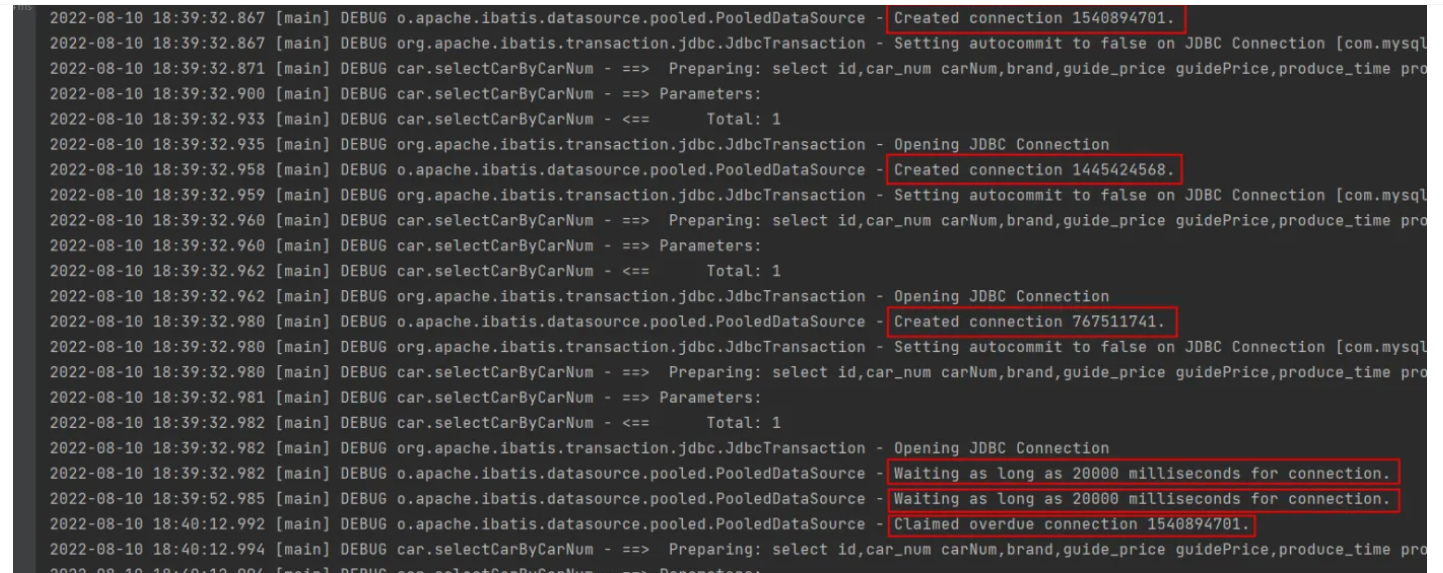 2022-08-10 18:39:32.867 [main] DEBUG o.apache.ibatis.datasource.pooled.PooledDataSource - Created connection 1540894701.
2022-08-10 18:39:32.867 [main] DEBUG org.apache.ibatis.transaction.jdbc.JdbcTransaction - Setting autocommit to false on JDBC Connection [com.mysql
2022-08-10 18:39:32.871 [main] DEBUG car.selectCarByCarNum - ==>  Preparing: select id,car_num carNum,brand,guide_price guidePrice,produce_time pro
2022-08-10 18:39:32.900 [main] DEBUG car.selectCarByCarNum - ==> Parameters:
2022-08-10 18:39:32.933 [main] DEBUG car.selectCarByCarNum - <==      Total: 1
2022-08-10 18:39:32.935 [main] DEBUG org.apache.ibatis.transaction.jdbc.JdbcTransaction - Opening JDBC Connection
2022-08-10 18:39:32.958 [main] DEBUG o.apache.ibatis.datasource.pooled.PooledDataSource - Created connection 1445424568.
2022-08-10 18:39:32.959 [main] DEBUG org.apache.ibatis.transaction.jdbc.JdbcTransaction - Setting autocommit to false on JDBC Connection [com.mysql
2022-08-10 18:39:32.960 [main] DEBUG car.selectCarByCarNum - ==>  Preparing: select id,car_num carNum,brand,guide_price guidePrice,produce_time pro
2022-08-10 18:39:32.960 [main] DEBUG car.selectCarByCarNum - ==> Parameters:
2022-08-10 18:39:32.962 [main] DEBUG car.selectCarByCarNum - <==      Total: 1
2022-08-10 18:39:32.962 [main] DEBUG org.apache.ibatis.transaction.jdbc.JdbcTransaction - Opening JDBC Connection
2022-08-10 18:39:32.980 [main] DEBUG o.apache.ibatis.datasource.pooled.PooledDataSource - Created connection 767511741.
2022-08-10 18:39:32.980 [main] DEBUG org.apache.ibatis.transaction.jdbc.JdbcTransaction - Setting autocommit to false on JDBC Connection [com.mysql
2022-08-10 18:39:32.980 [main] DEBUG car.selectCarByCarNum - ==>  Preparing: select id,car_num carNum,brand,guide_price guidePrice,produce_time pro
2022-08-10 18:39:32.981 [main] DEBUG car.selectCarByCarNum - ==> Parameters:
2022-08-10 18:39:32.982 [main] DEBUG car.selectCarByCarNum - <==      Total: 1
2022-08-10 18:39:32.982 [main] DEBUG org.apache.ibatis.transaction.jdbc.JdbcTransaction - Opening JDBC Connection
2022-08-10 18:39:32.982 [main] DEBUG o.apache.ibatis.datasource.pooled.PooledDataSource - Waiting as long as 20000 milliseconds for connection.
2022-08-10 18:39:52.985 [main] DEBUG o.apache.ibatis.datasource.pooled.PooledDataSource - Waiting as long as 20000 milliseconds for connection.
2022-08-10 18:40:12.992 [main] DEBUG o.apache.ibatis.datasource.pooled.PooledDataSource - Claimed overdue connection 1540894701.
2022-08-10 18:40:12.994 [main] DEBUG car.selectCarByCarNum - ==>  Preparing: select id,car_num carNum,brand,guide_price guidePrice,produce_time pro